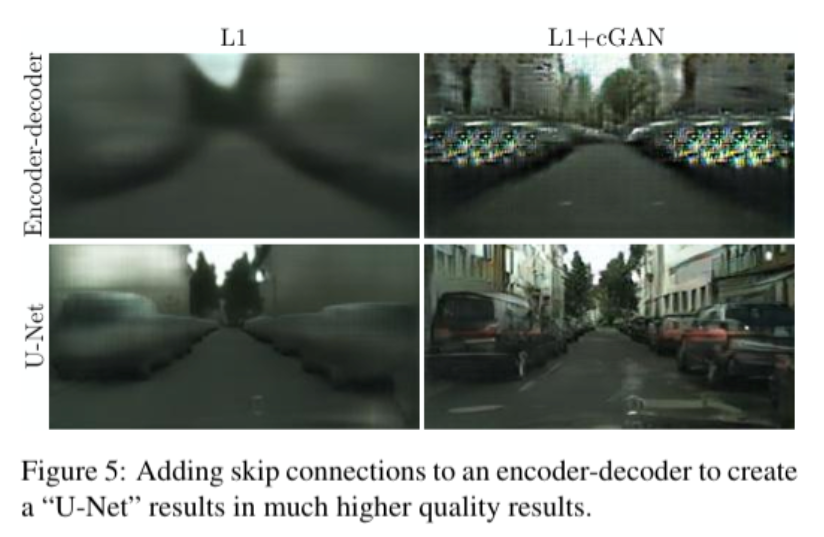 L1
L1+cGAN
Encoder-decoder
U-Net
Figure 5: Adding skip connections to an encoder-decoder to create
a “U-Net” results in much higher quality results.